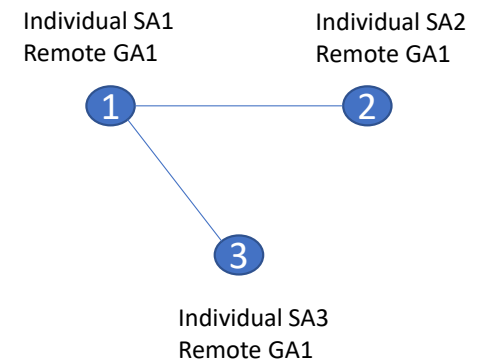 Individual SA1
Remote GA1
Individual SA2
Remote GA1
1
2
3
Individual SA3
Remote GA1